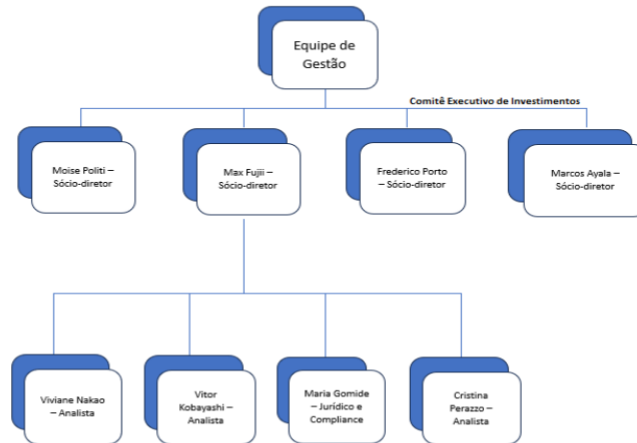 Equipe de
Gestão
Comitê Executivo de Investimentos
Moise Politi –
Sócio-diretor
Max Fujii –
Sócio-diretor
Frederico Porto
– Sócio-diretor
Marcos Ayala –
Sócio-diretor
Viviane Nakao
– Analista
Vitor
Kobayashi –
Analista
Maria Gomide
– Jurídico e
Compliance
Cristina
Perazzo –
Analista